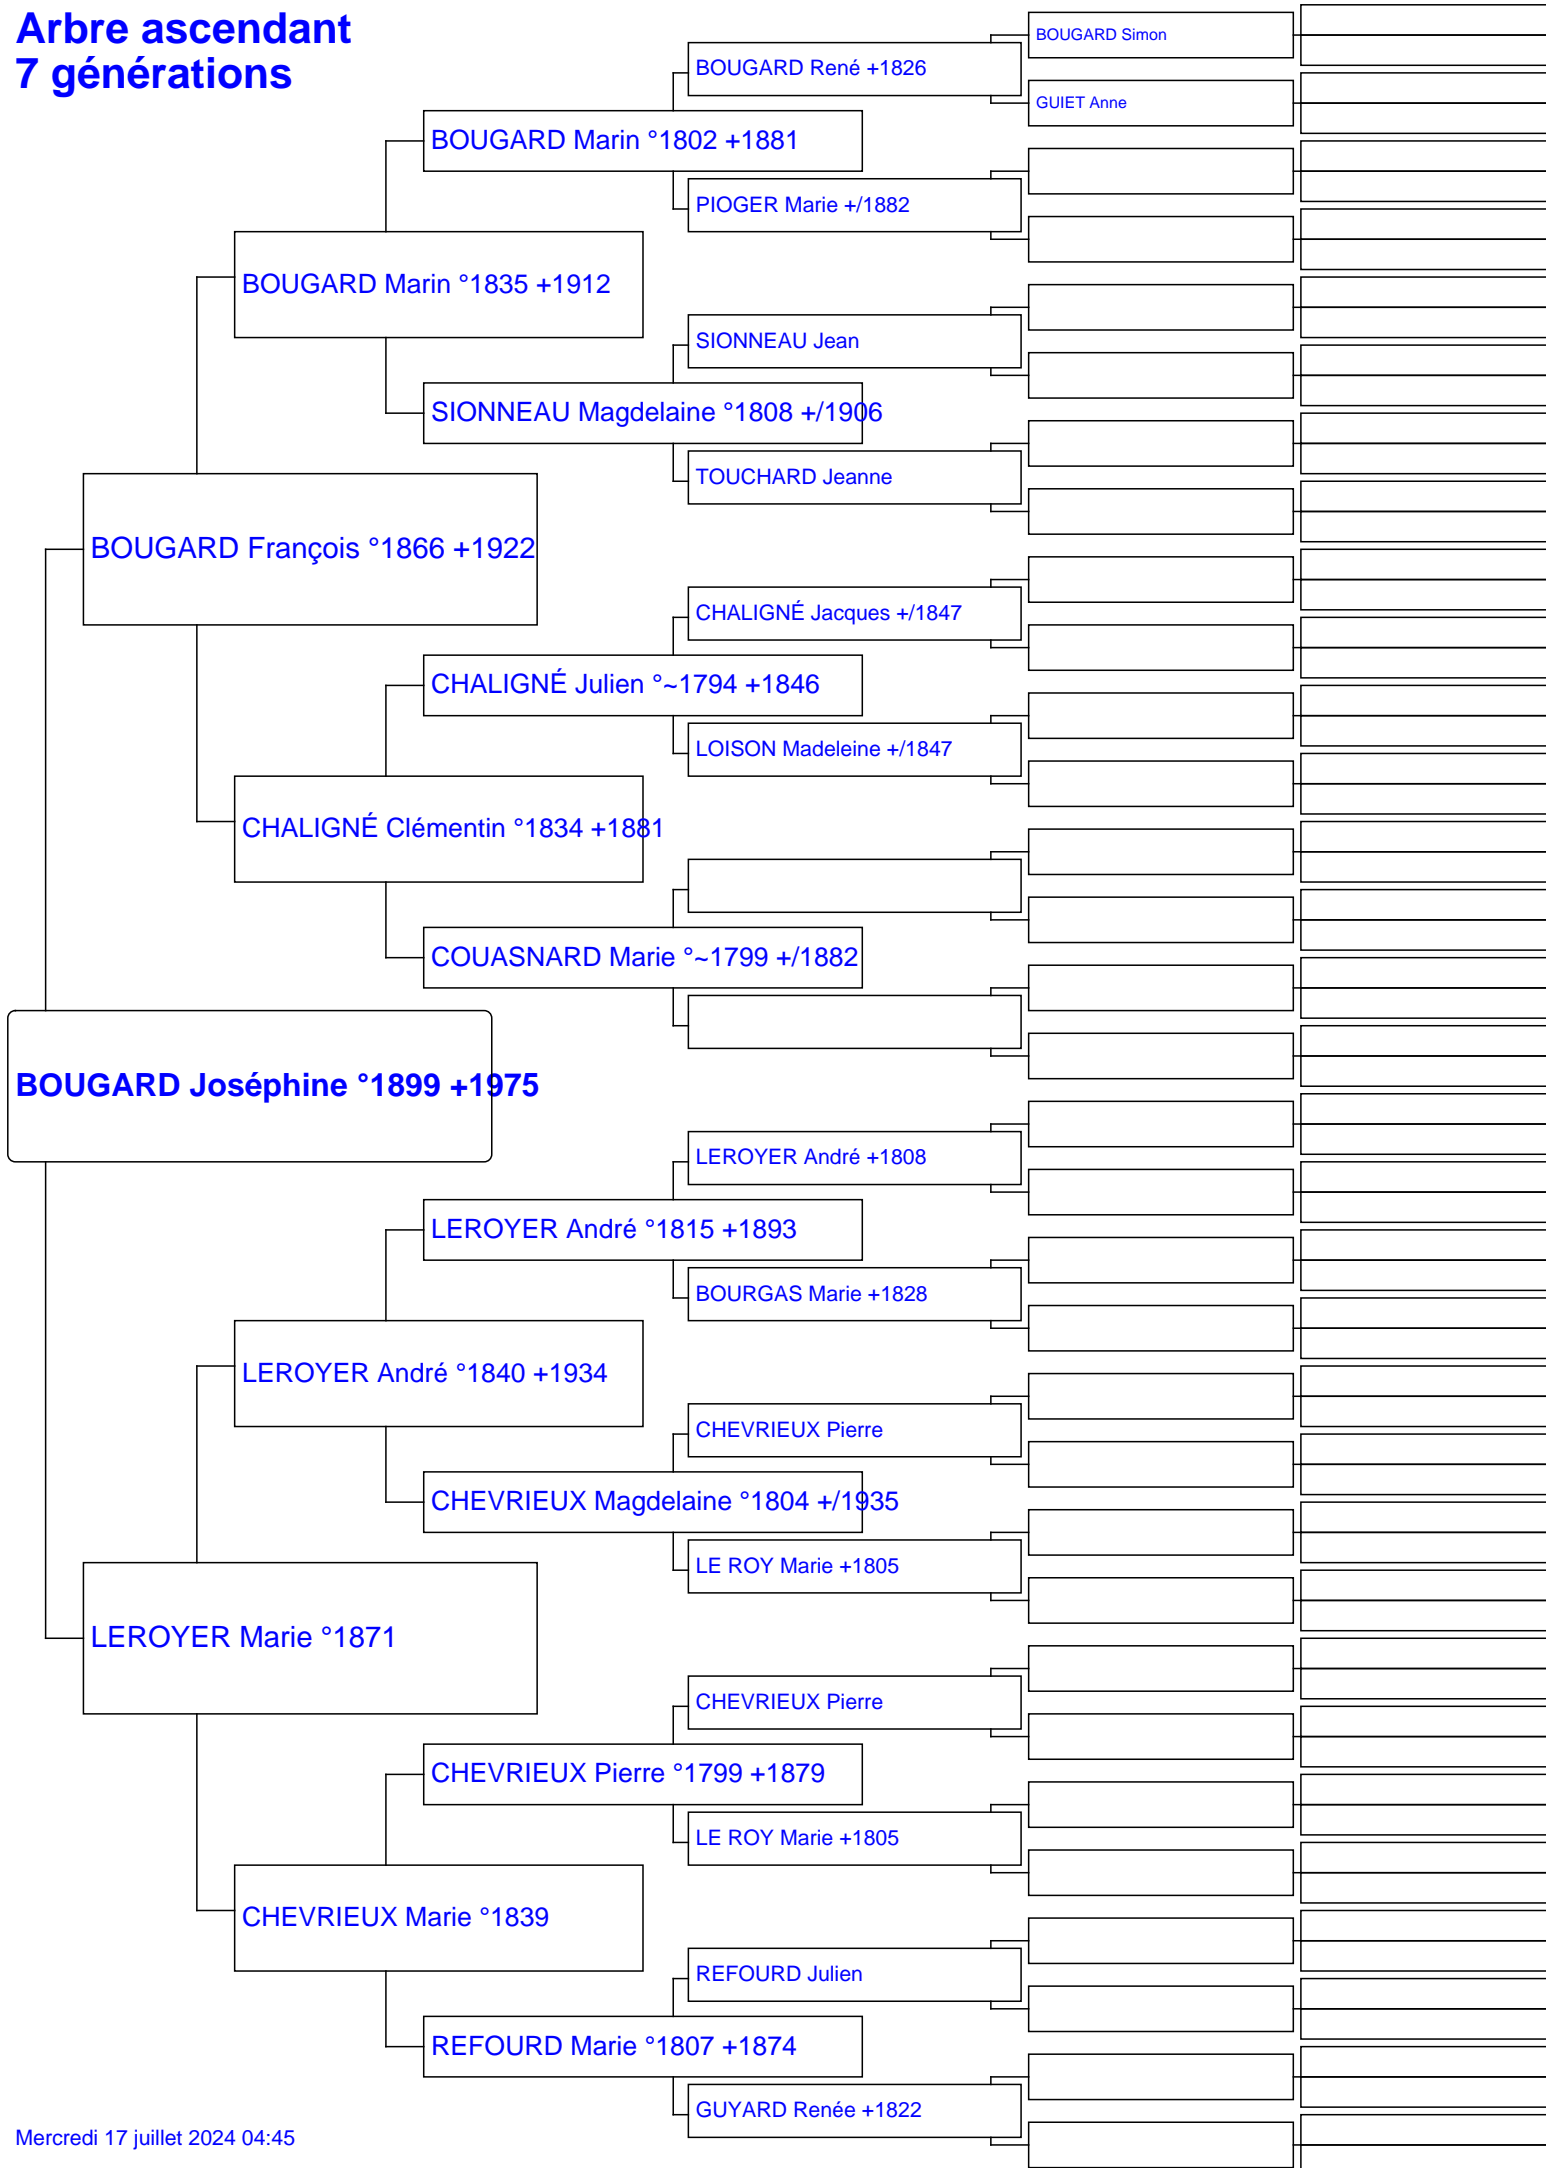 Arbre ascendant
7 générations
BOUGARD Simon
BOUGARD René +1826
GUIET Anne
BOUGARD Marin °1802 +1881
PIOGER Marie +/1882
BOUGARD Marin °1835 +1912
SIONNEAU Jean
SIONNEAU Magdelaine °1808 +/1906
TOUCHARD Jeanne
BOUGARD François °1866 +1922
CHALIGNÉ Jacques +/1847
CHALIGNÉ Julien °~1794 +1846
LOISON Madeleine +/1847
CHALIGNÉ Clémentin °1834 +1881
COUASNARD Marie °~1799 +/1882
BOUGARD Joséphine °1899 +1975
LEROYER André +1808
LEROYER André °1815 +1893
BOURGAS Marie +1828
LEROYER André °1840 +1934
CHEVRIEUX Pierre
CHEVRIEUX Magdelaine °1804 +/1935
LE ROY Marie +1805
LEROYER Marie °1871
CHEVRIEUX Pierre
CHEVRIEUX Pierre °1799 +1879
LE ROY Marie +1805
CHEVRIEUX Marie °1839
REFOURD Julien
REFOURD Marie °1807 +1874
GUYARD Renée +1822
Mercredi 17 juillet 2024 04:45